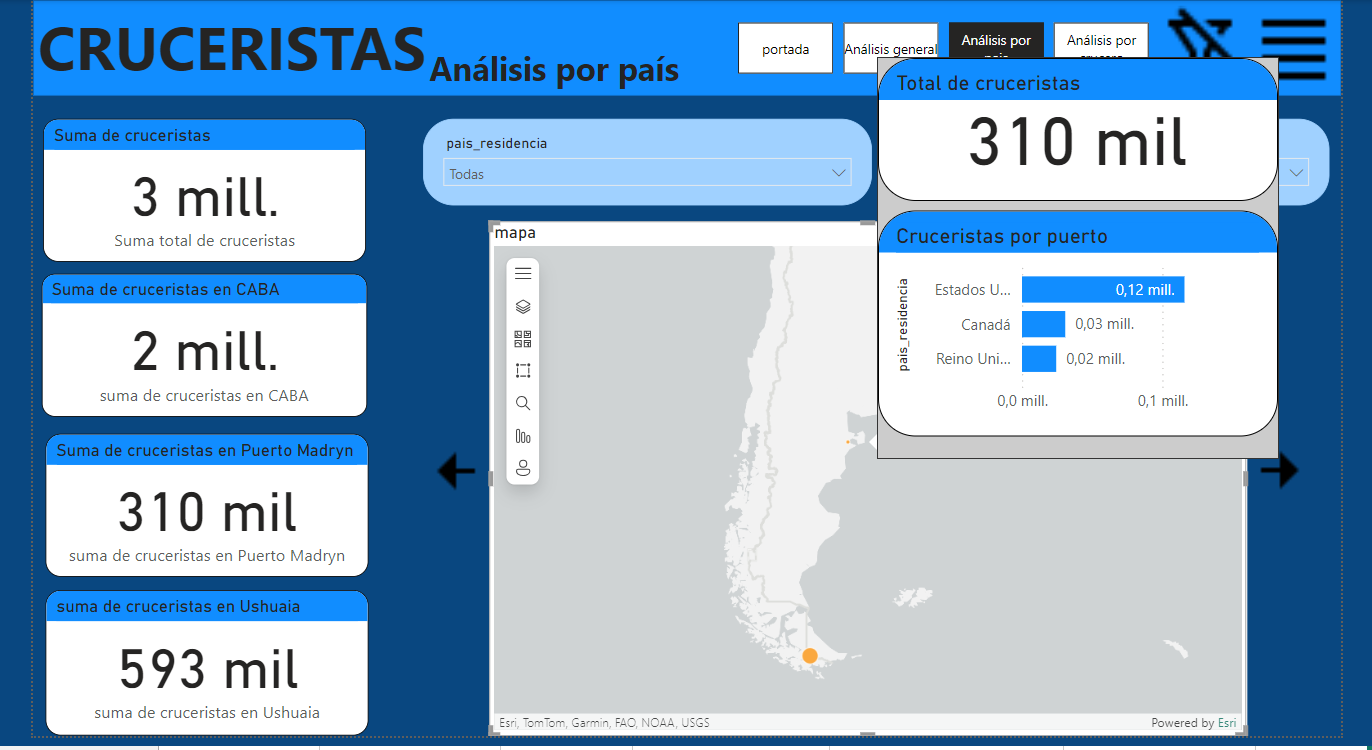 CRUCERISTAS
Análisis por país
portada
Análisis general
Análisis por
Análisis por
Suma de cruceristas
3 mill.
Suma total de cruceristas
Suma de cruceristas en CABA
2 mill.
suma de cruceristas en CABA
Suma de cruceristas en Puerto Madryn
310 mil
suma de cruceristas en Puerto Madryn
suma de cruceristas en Ushuaia
593 mil
suma de cruceristas en Ushuaia
pais_residencia
Todas
mapa
Esri, TomTom, Garmin, FAO, NOAA, USGS
Powered by Esri
Total de cruceristas
310 mil
Cruceristas por puerto
pais_residencia
Estados U...
0,12 mill.
Canadá
0,03 mill.
Reino Uni...
0,02 mill.
0,0 mill.
0,1 mill.